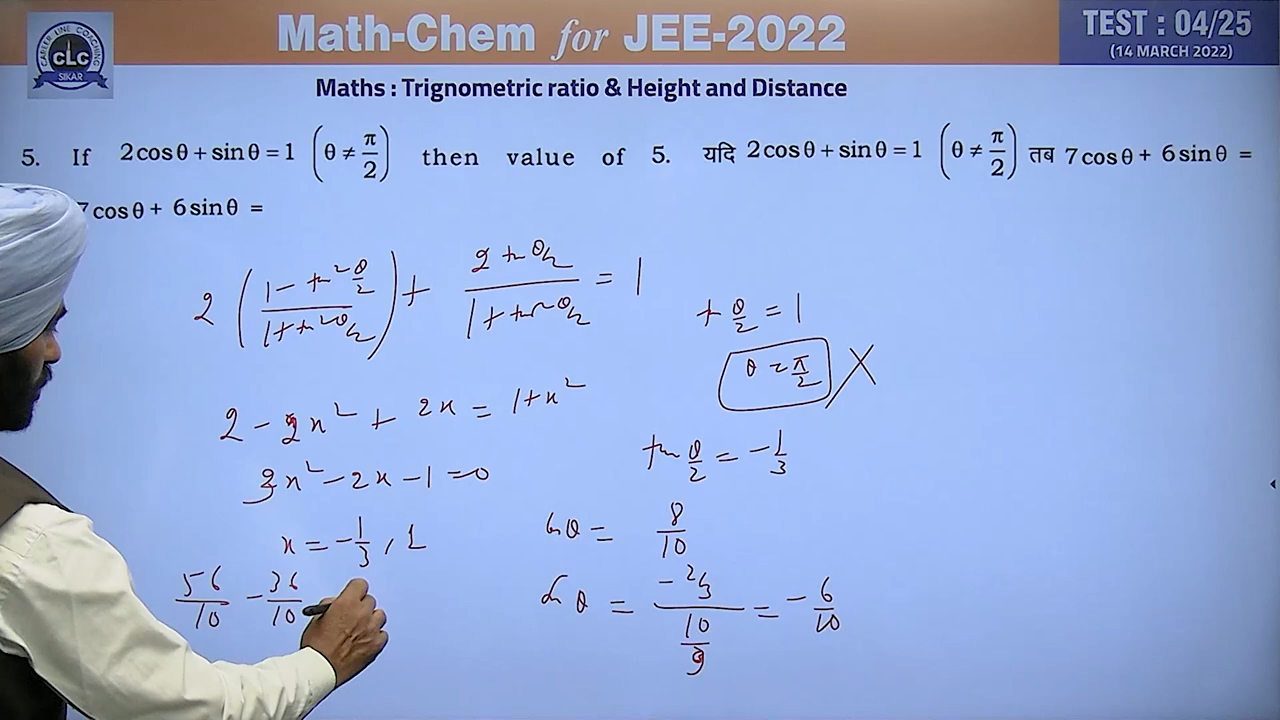 CAREER LINE COACHING
CLC
SIKAR
Math-Chem for JEE-2022
TEST : 04/25
(14 MARCH 2022)
Maths : Trignometric ratio & Height and Distance
5. If 2cosθ + sinθ = 1 (θ ≠ π/2) then value of
7cosθ + 6sinθ =
5. यदि 2cosθ + sinθ = 1 (θ ≠ π/2) तब 7cosθ + 6sinθ =
2 ((1 - tan²θ/2)/(1 + tan²θ/2)) + (2 tan θ/2)/(1 + tan²θ/2) = 1
2 - 2x² + 2x = 1 + x²
3x² - 2x - 1 = 0
x = -1/3, 1
56/10 - 36/10
t θ/2 = 1
θ = π/2 X
tan θ/2 = -1/3
cosθ = 8/10
sinθ = (-2/3)/(10/9) = -6/10